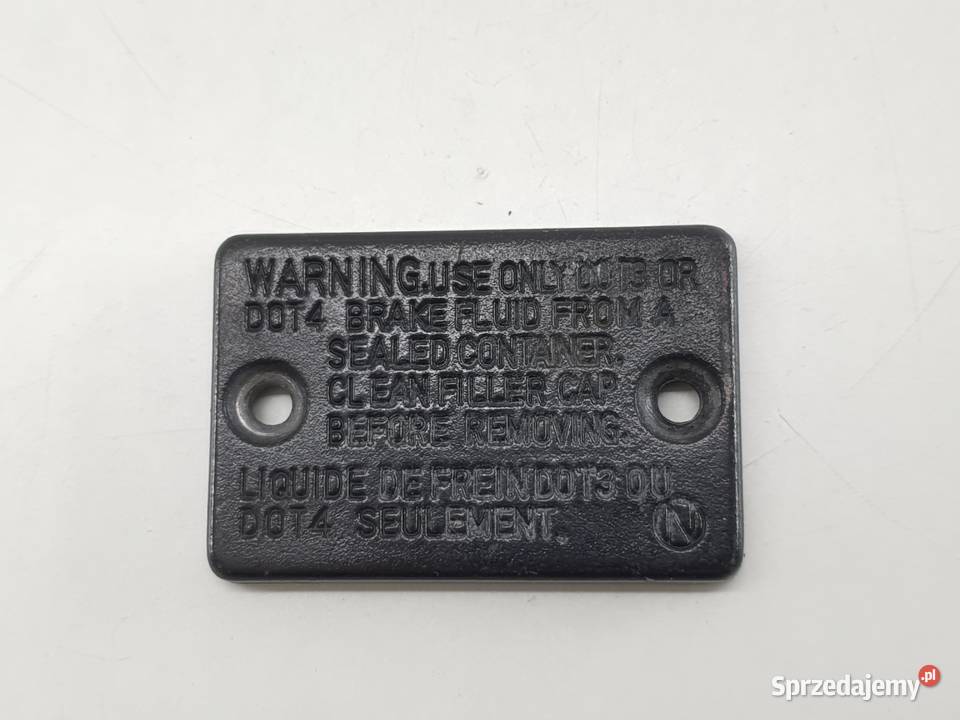 WARNING.USE ONLY DOT3 OR
DOT4 BRAKE FLUID FROM A
SEALED CONTAINER.
CLEAN FILLER CAP
BEFORE REMOVING.
LIQUIDE DE FREIN DOT3 OU
DOT4 SEULEMENT.
N
Sprzedajemy.pl